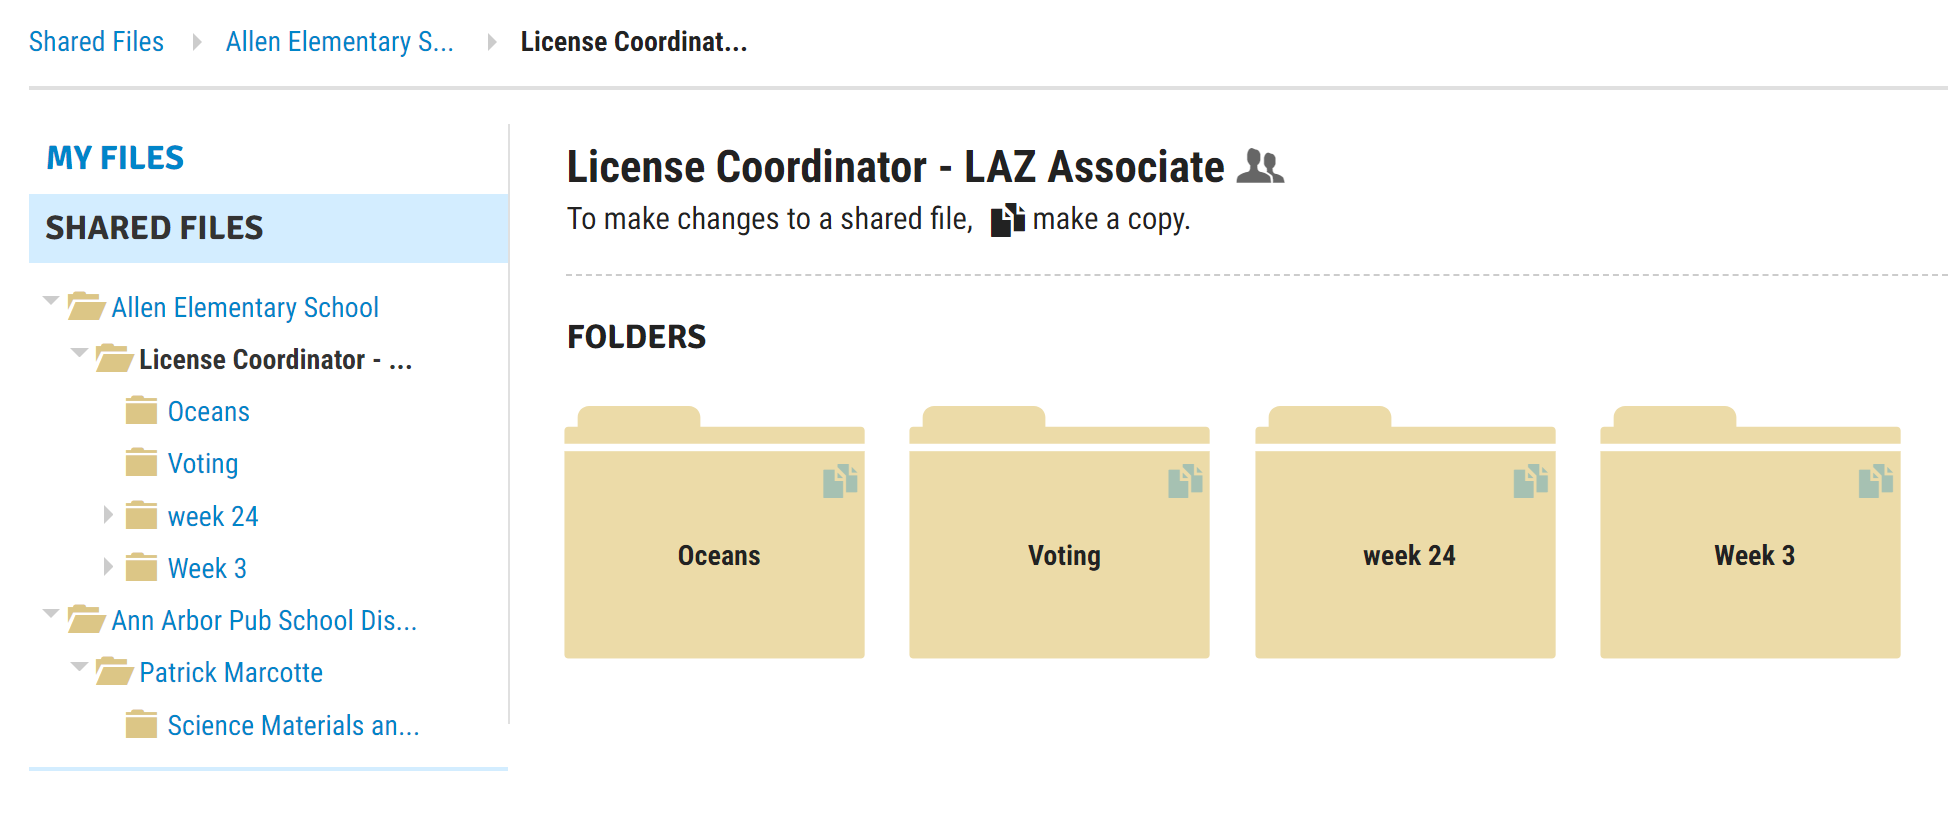 Shared Files Allen Elementary S... License Coordinat...
MY FILES
SHARED FILES
Allen Elementary School
License Coordinator - ...
Oceans
Voting
week 24
Week 3
Ann Arbor Pub School Dis...
Patrick Marcotte
Science Materials an...
License Coordinator - LAZ Associate
To make changes to a shared file, make a copy.
FOLDERS
Oceans Voting week 24 Week 3